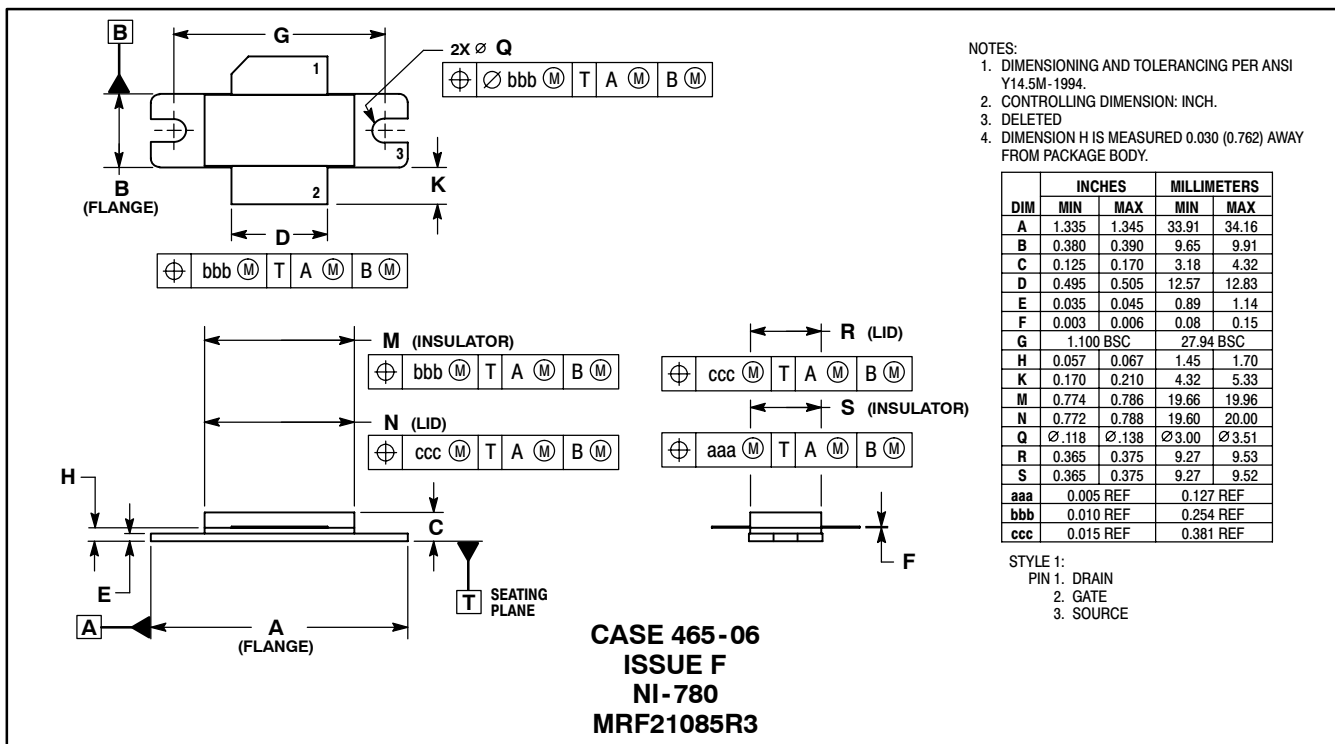 B
G
2X ⌀ Q
⌖ ⌀ bbb Ⓜ T A Ⓜ B Ⓜ
1
3
2
B
(FLANGE)
K
D
⌖ bbb Ⓜ T A Ⓜ B Ⓜ
M (INSULATOR)
⌖ bbb Ⓜ T A Ⓜ B Ⓜ
N (LID)
⌖ ccc Ⓜ T A Ⓜ B Ⓜ
R (LID)
⌖ ccc Ⓜ T A Ⓜ B Ⓜ
S (INSULATOR)
⌖ aaa Ⓜ T A Ⓜ B Ⓜ
H
C
E
F
T SEATING
PLANE
A
A
(FLANGE)
CASE 465-06
ISSUE F
NI-780
MRF21085R3
NOTES:
1. DIMENSIONING AND TOLERANCING PER ANSI
Y14.5M-1994.
2. CONTROLLING DIMENSION: INCH.
3. DELETED
4. DIMENSION H IS MEASURED 0.030 (0.762) AWAY
FROM PACKAGE BODY.
INCHES MILLIMETERS
DIM MIN MAX MIN MAX
A 1.335 1.345 33.91 34.16
B 0.380 0.390 9.65 9.91
C 0.125 0.170 3.18 4.32
D 0.495 0.505 12.57 12.83
E 0.035 0.045 0.89 1.14
F 0.003 0.006 0.08 0.15
G 1.100 BSC 27.94 BSC
H 0.057 0.067 1.45 1.70
K 0.170 0.210 4.32 5.33
M 0.774 0.786 19.66 19.96
N 0.772 0.788 19.60 20.00
Q ⌀.118 ⌀.138 ⌀3.00 ⌀3.51
R 0.365 0.375 9.27 9.53
S 0.365 0.375 9.27 9.52
aaa 0.005 REF 0.127 REF
bbb 0.010 REF 0.254 REF
ccc 0.015 REF 0.381 REF
STYLE 1:
PIN 1. DRAIN
2. GATE
3. SOURCE